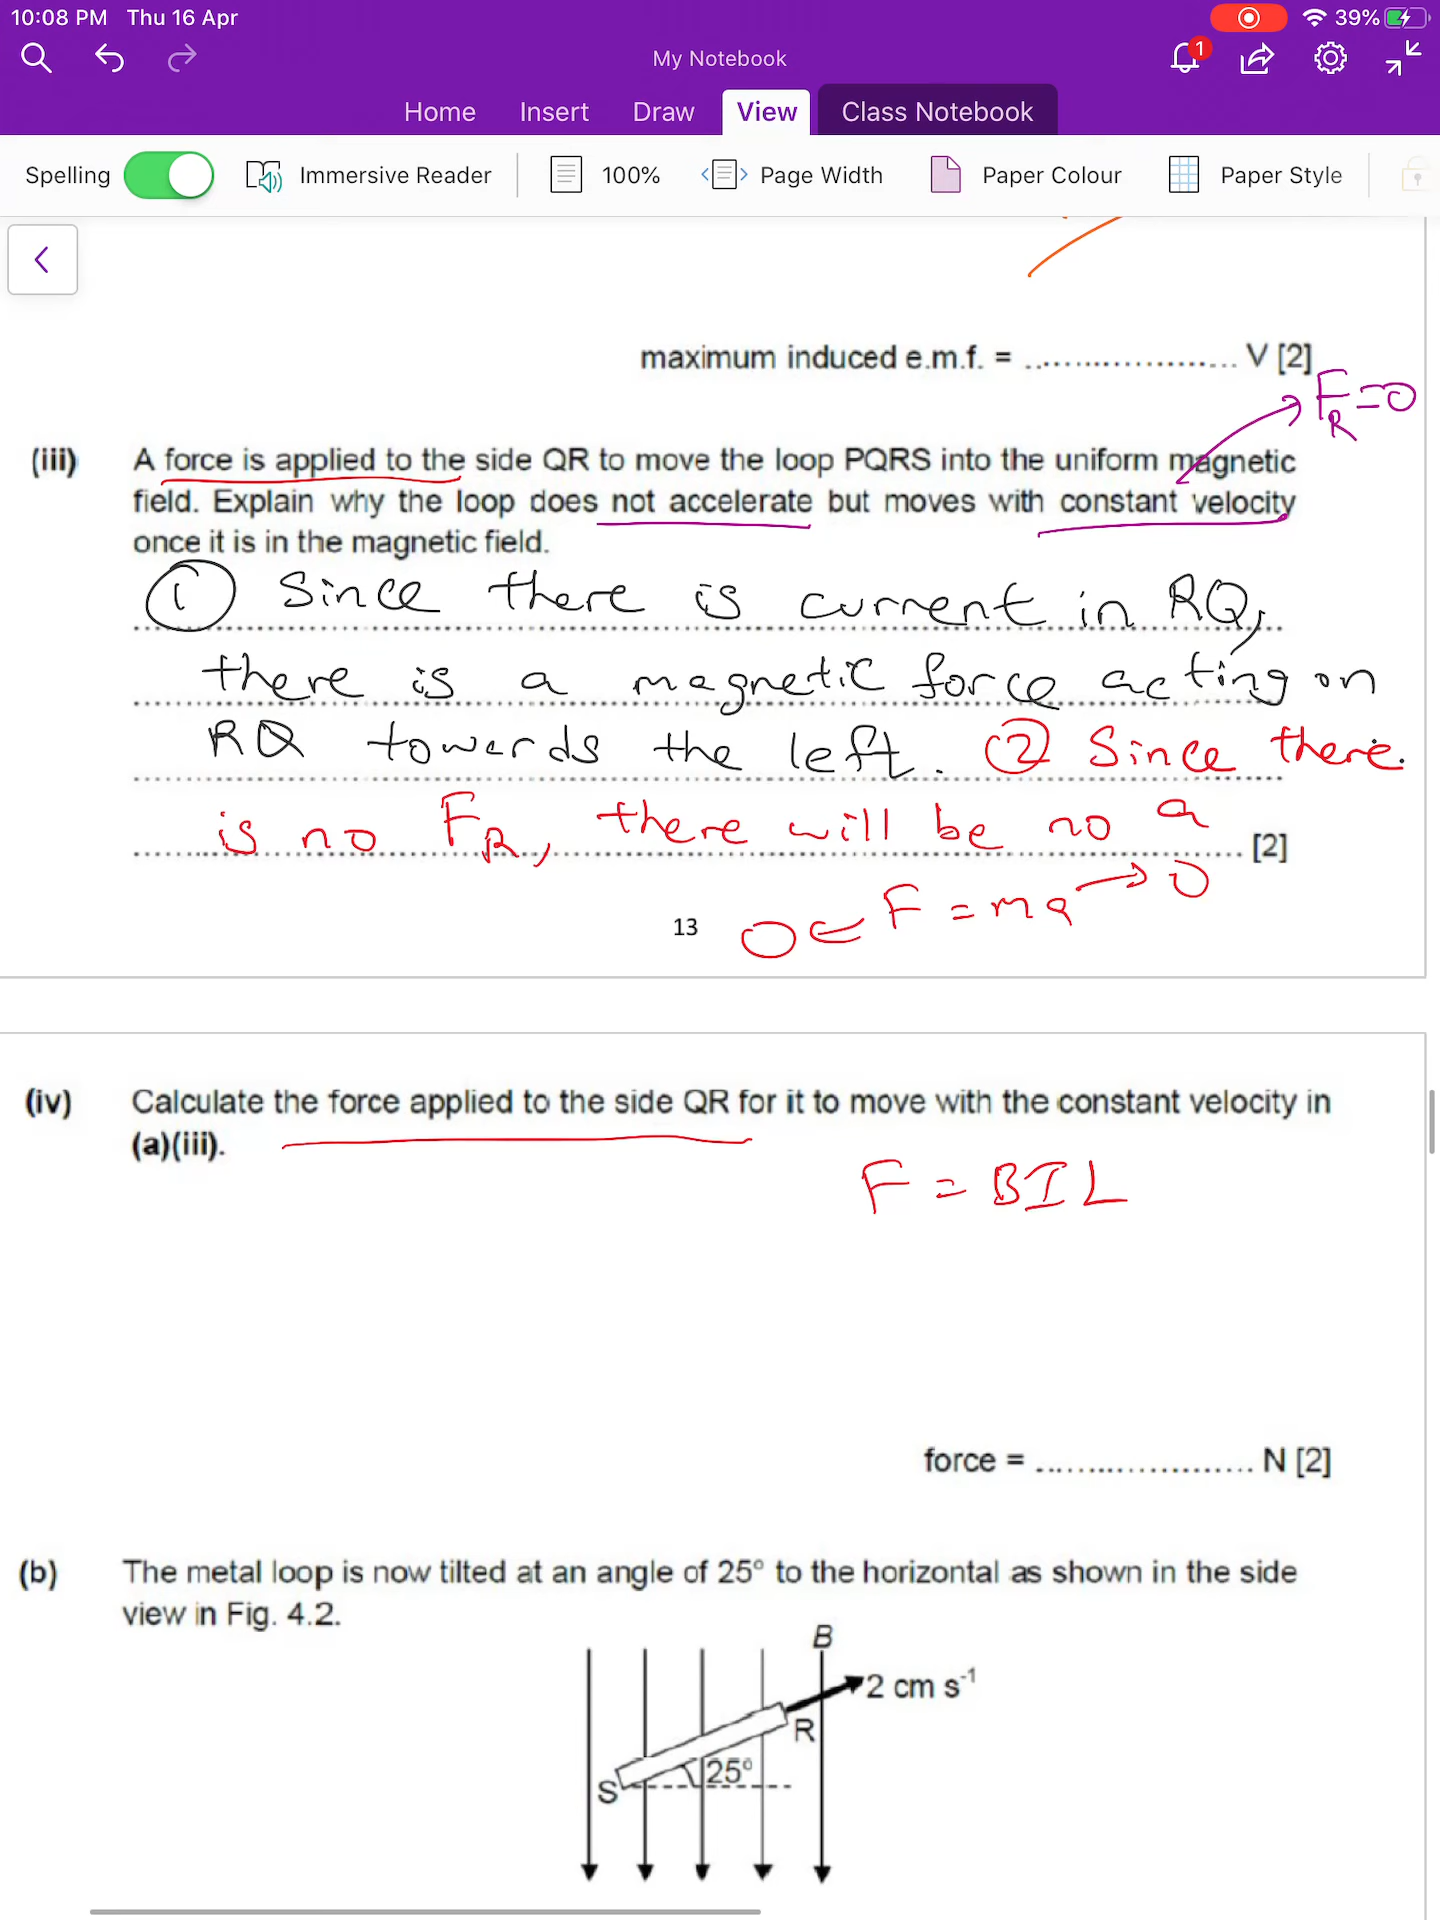 10:08 PM Thu 16 Apr
39%
My Notebook
1
Home Insert Draw View Class Notebook
Spelling Immersive Reader 100% Page Width Paper Colour Paper Style
maximum induced e.m.f. = ........................ V [2]
F_R = 0
(iii) A force is applied to the side QR to move the loop PQRS into the uniform magnetic
field. Explain why the loop does not accelerate but moves with constant velocity
once it is in the magnetic field.
① Since there is current in RQ,
there is a magnetic force acting on
RQ towards the left. ② Since there
is no F_R, there will be no a
[2]
0 ← F = ma → 0
13
(iv) Calculate the force applied to the side QR for it to move with the constant velocity in
(a)(iii).
F = BIL
force = ........................ N [2]
(b) The metal loop is now tilted at an angle of 25° to the horizontal as shown in the side
view in Fig. 4.2.
B
2 cm s⁻¹
R
25°
S